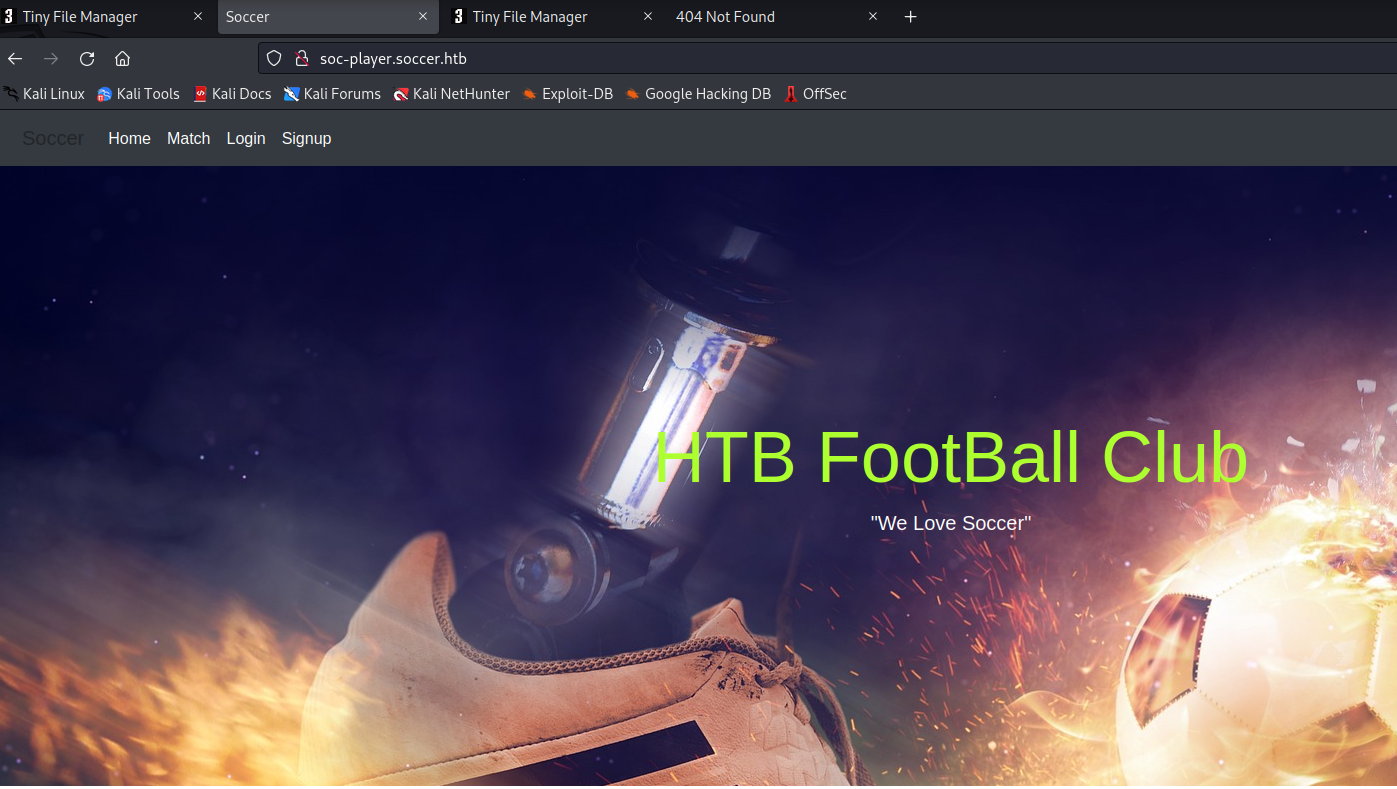 Tiny File Manager Soccer Tiny File Manager 404 Not Found
soc-player.soccer.htb
Kali Linux Kali Tools Kali Docs Kali Forums Kali NetHunter Exploit-DB Google Hacking DB OffSec
Soccer Home Match Login Signup
HTB FootBall Club
"We Love Soccer"